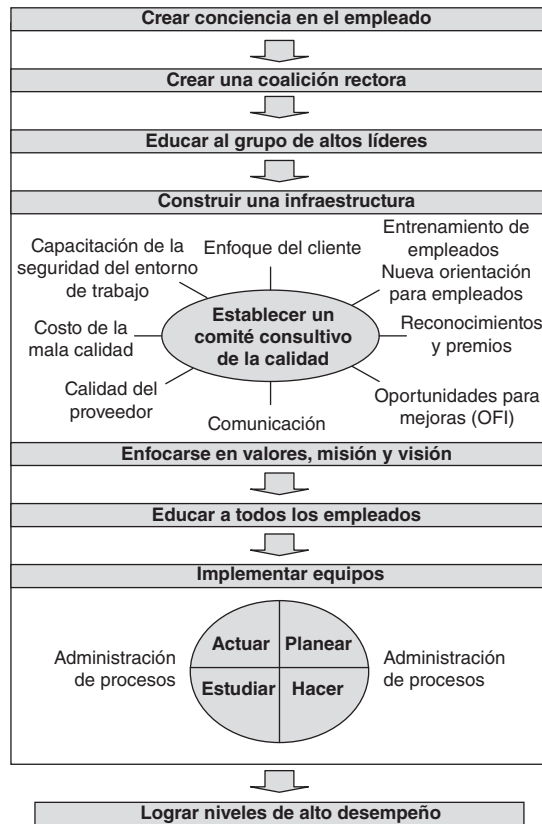 Crear conciencia en el empleado
Crear una coalición rectora
Educar al grupo de altos líderes
Construir una infraestructura
Capacitación de la
seguridad del entorno
de trabajo
Enfoque del cliente
Entrenamiento de
empleados
Nueva orientación
para empleados
Costo de la
mala calidad
Establecer un
comité consultivo
de la calidad
Reconocimientos
y premios
Calidad del
proveedor
Comunicación
Oportunidades para
mejoras (OFI)
Enfocarse en valores, misión y visión
Educar a todos los empleados
Implementar equipos
Administración
de procesos
Actuar
Planear
Estudiar
Hacer
Administración
de procesos
Lograr niveles de alto desempeño